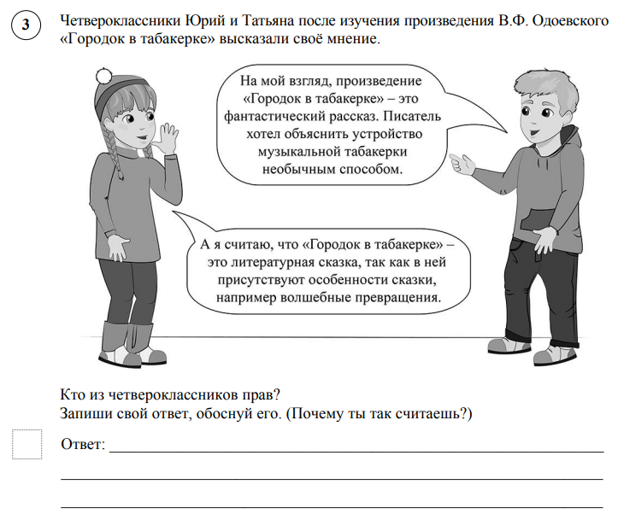 3
Четвероклассники Юрий и Татьяна после изучения произведения В.Ф. Одоевского
«Городок в табакерке» высказали своё мнение.
На мой взгляд, произведение
«Городок в табакерке» – это
фантастический рассказ. Писатель
хотел объяснить устройство
музыкальной табакерки
необычным способом.
А я считаю, что «Городок в табакерке» –
это литературная сказка, так как в ней
присутствуют особенности сказки,
например волшебные превращения.
Кто из четвероклассников прав?
Запиши свой ответ, обоснуй его. (Почему ты так считаешь?)
Ответ: